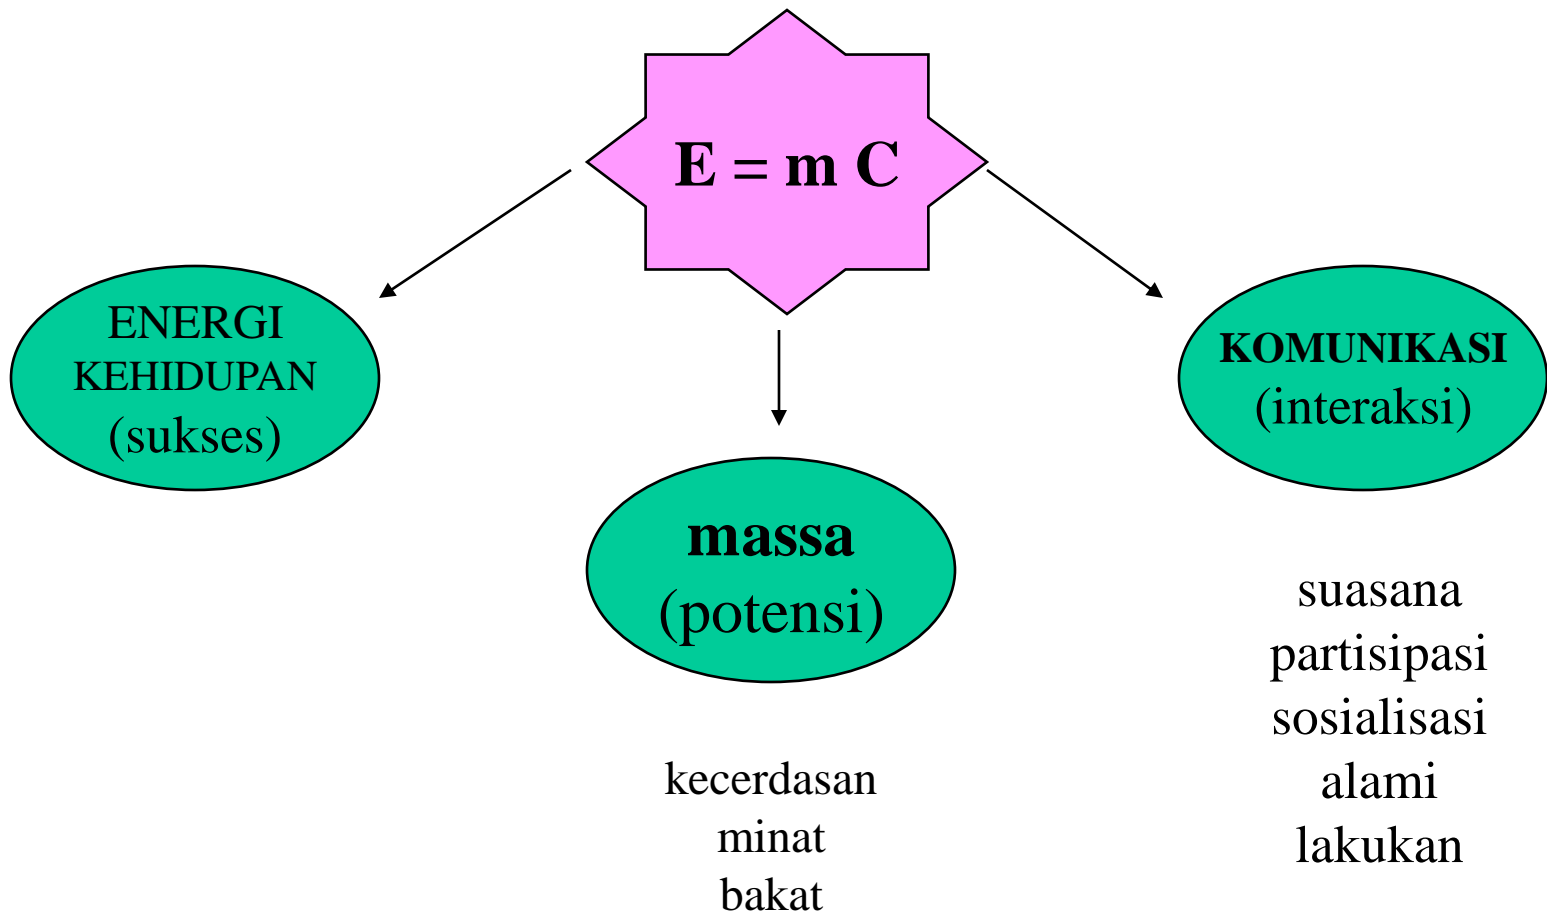 E = m C
ENERGI
KEHIDUPAN
(sukses)
massa
(potensi)
kecerdasan
minat
bakat
KOMUNIKASI
(interaksi)
suasana
partisipasi
sosialisasi
alami
lakukan